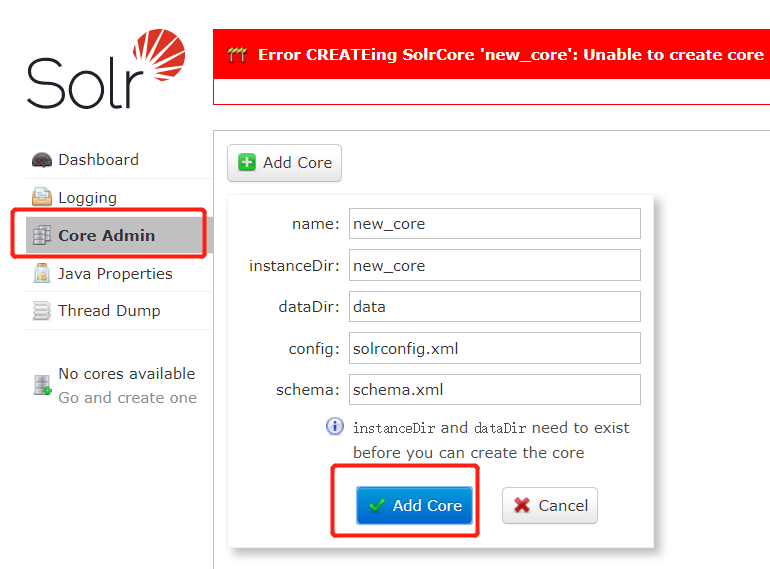 Solr
Error CREATEing SolrCore 'new_core': Unable to create core
Dashboard
Logging
Core Admin
Java Properties
Thread Dump
No cores available
Go and create one
Add Core
name: new_core
instanceDir: new_core
dataDir: data
config: solrconfig.xml
schema: schema.xml
instanceDir and dataDir need to exist
before you can create the core
Add Core
Cancel